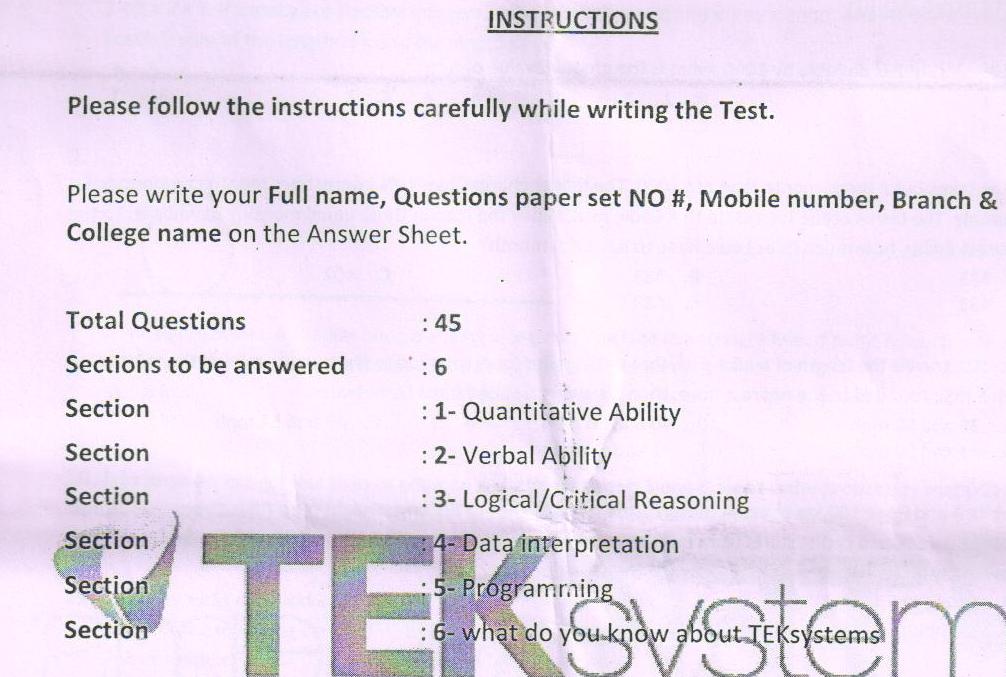 INSTRUCTIONS
Please follow the instructions carefully while writing the Test.
Please write your Full name, Questions paper set NO #, Mobile number, Branch &
College name on the Answer Sheet.
Total Questions : 45
Sections to be answered : 6
Section : 1- Quantitative Ability
Section : 2- Verbal Ability
Section : 3- Logical/Critical Reasoning
Section : 4- Data interpretation
Section : 5- Programming
Section : 6- what do you know about TEKsystems
TEKsystem